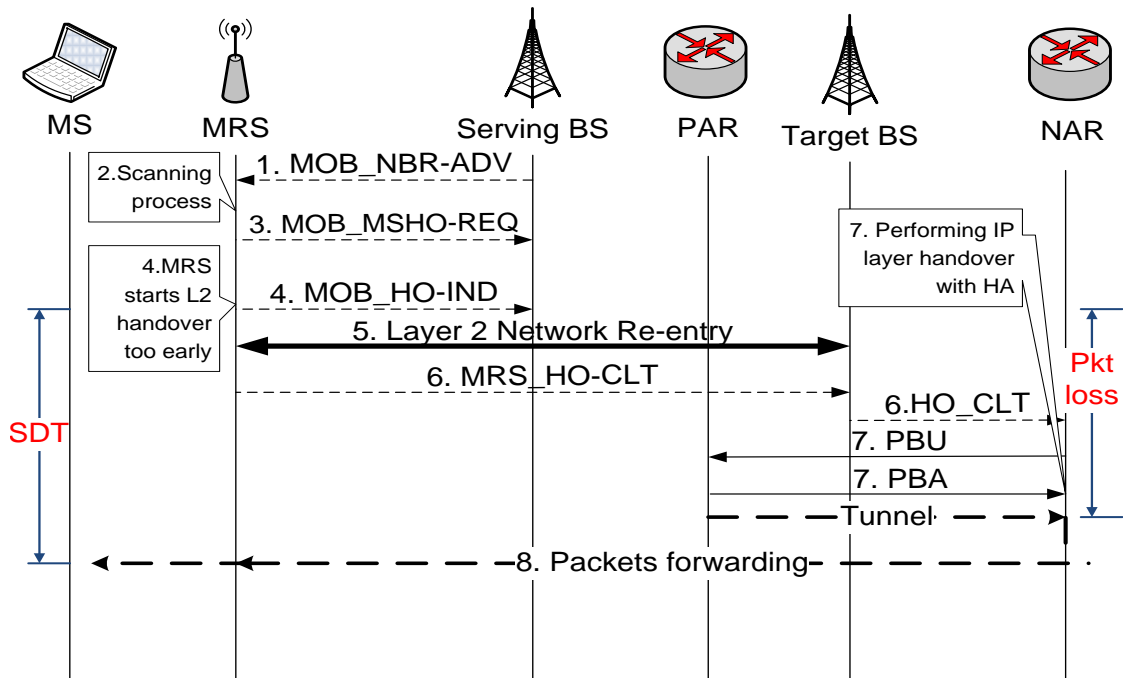 MS
MRS
Serving BS
PAR
Target BS
NAR
1. MOB_NBR-ADV
2.Scanning
process
3. MOB_MSHO-REQ
7. Performing IP
layer handover
with HA
4.MRS
starts L2
handover
too early
4. MOB_HO-IND
5. Layer 2 Network Re-entry
6. MRS_HO-CLT
Pkt
loss
6.HO_CLT
SDT
7. PBU
7. PBA
Tunnel
8. Packets forwarding